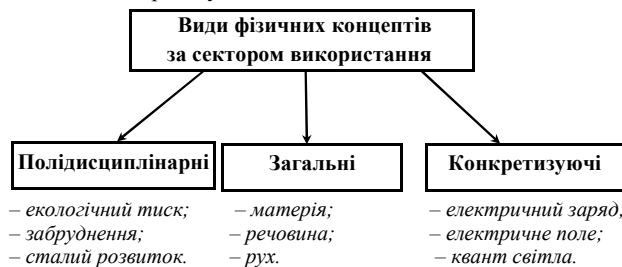 Види фізичних концептів
за сектором використання
Полідисциплінарні
Загальні
Конкретизуючі
– екологічний тиск;
– забруднення;
– сталий розвиток.
– матерія;
– речовина;
– рух.
– електричний заряд;
– електричне поле;
– квант світла.